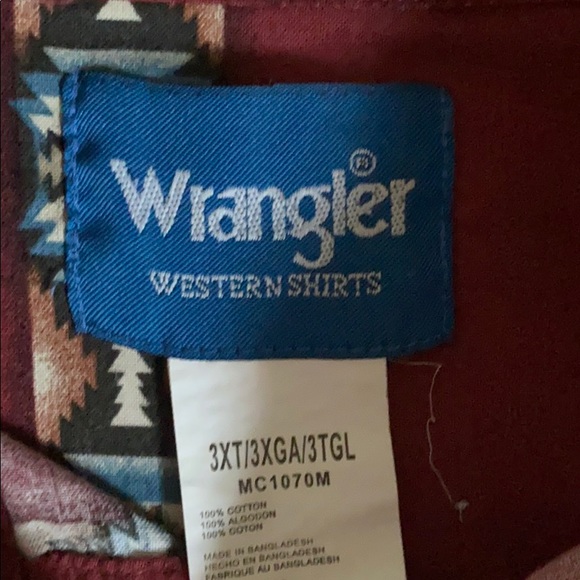 Wrangler®
WESTERN SHIRTS
3XT/3XGA/3TGL
MC1070M
100% COTTON
100% ALGODON
100% COTON
MADE IN BANGLADESH
HECHO EN BANGLADESH
FABRIQUE AU BANGLADESH